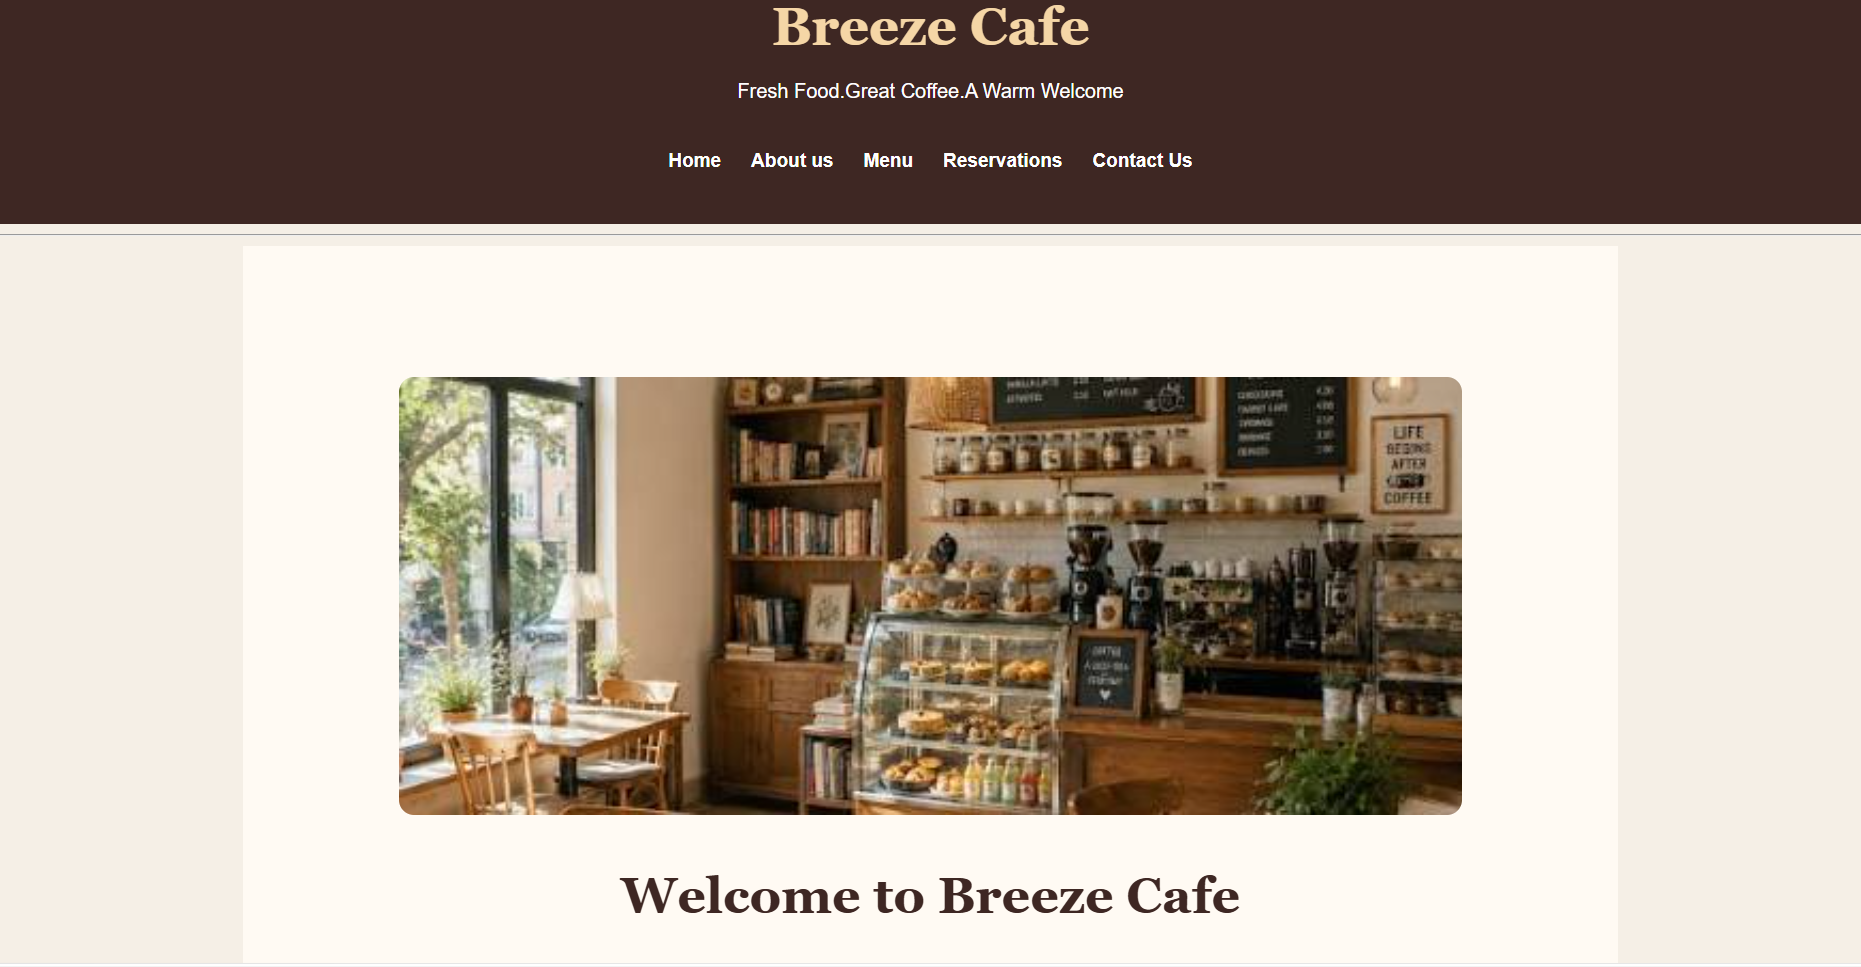 Breeze Cafe
Fresh Food.Great Coffee.A Warm Welcome
Home About us Menu Reservations Contact Us
LIFE
BEGINS
AFTER
COFFEE
Welcome to Breeze Cafe